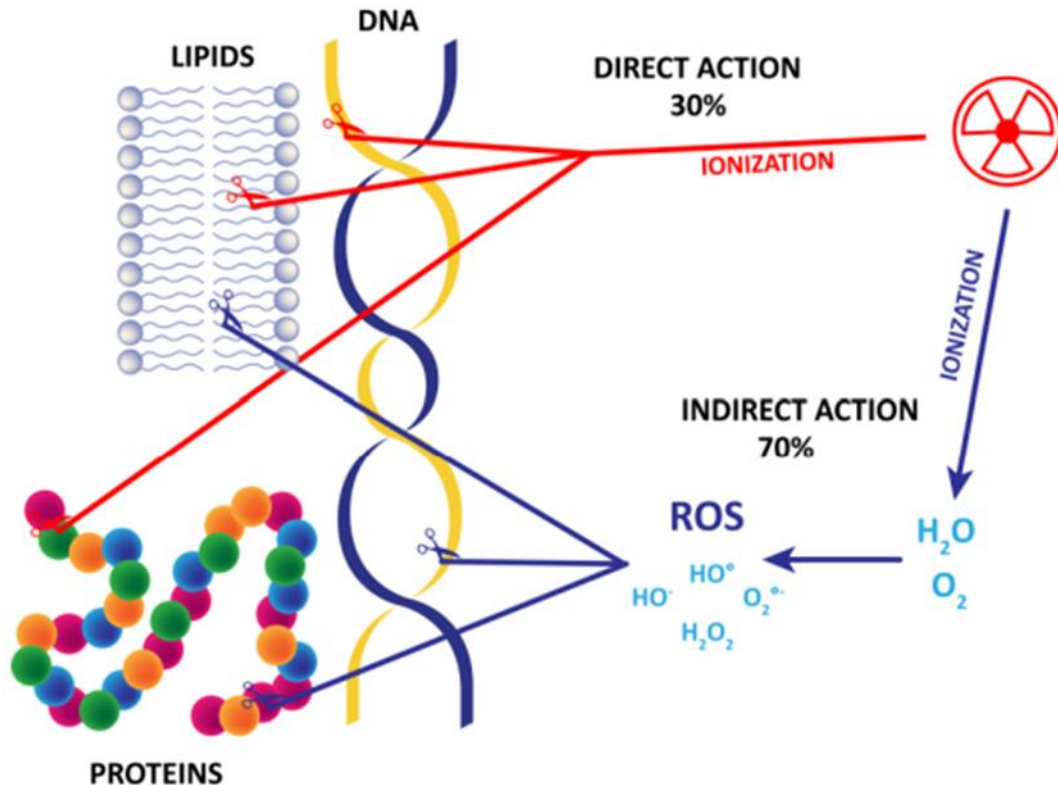 DNA
LIPIDS
DIRECT ACTION
30%
IONIZATION
IONIZATION
INDIRECT ACTION
70%
ROS
H₂O
O₂
HO°
HO⁻
O₂°⁻
H₂O₂
PROTEINS